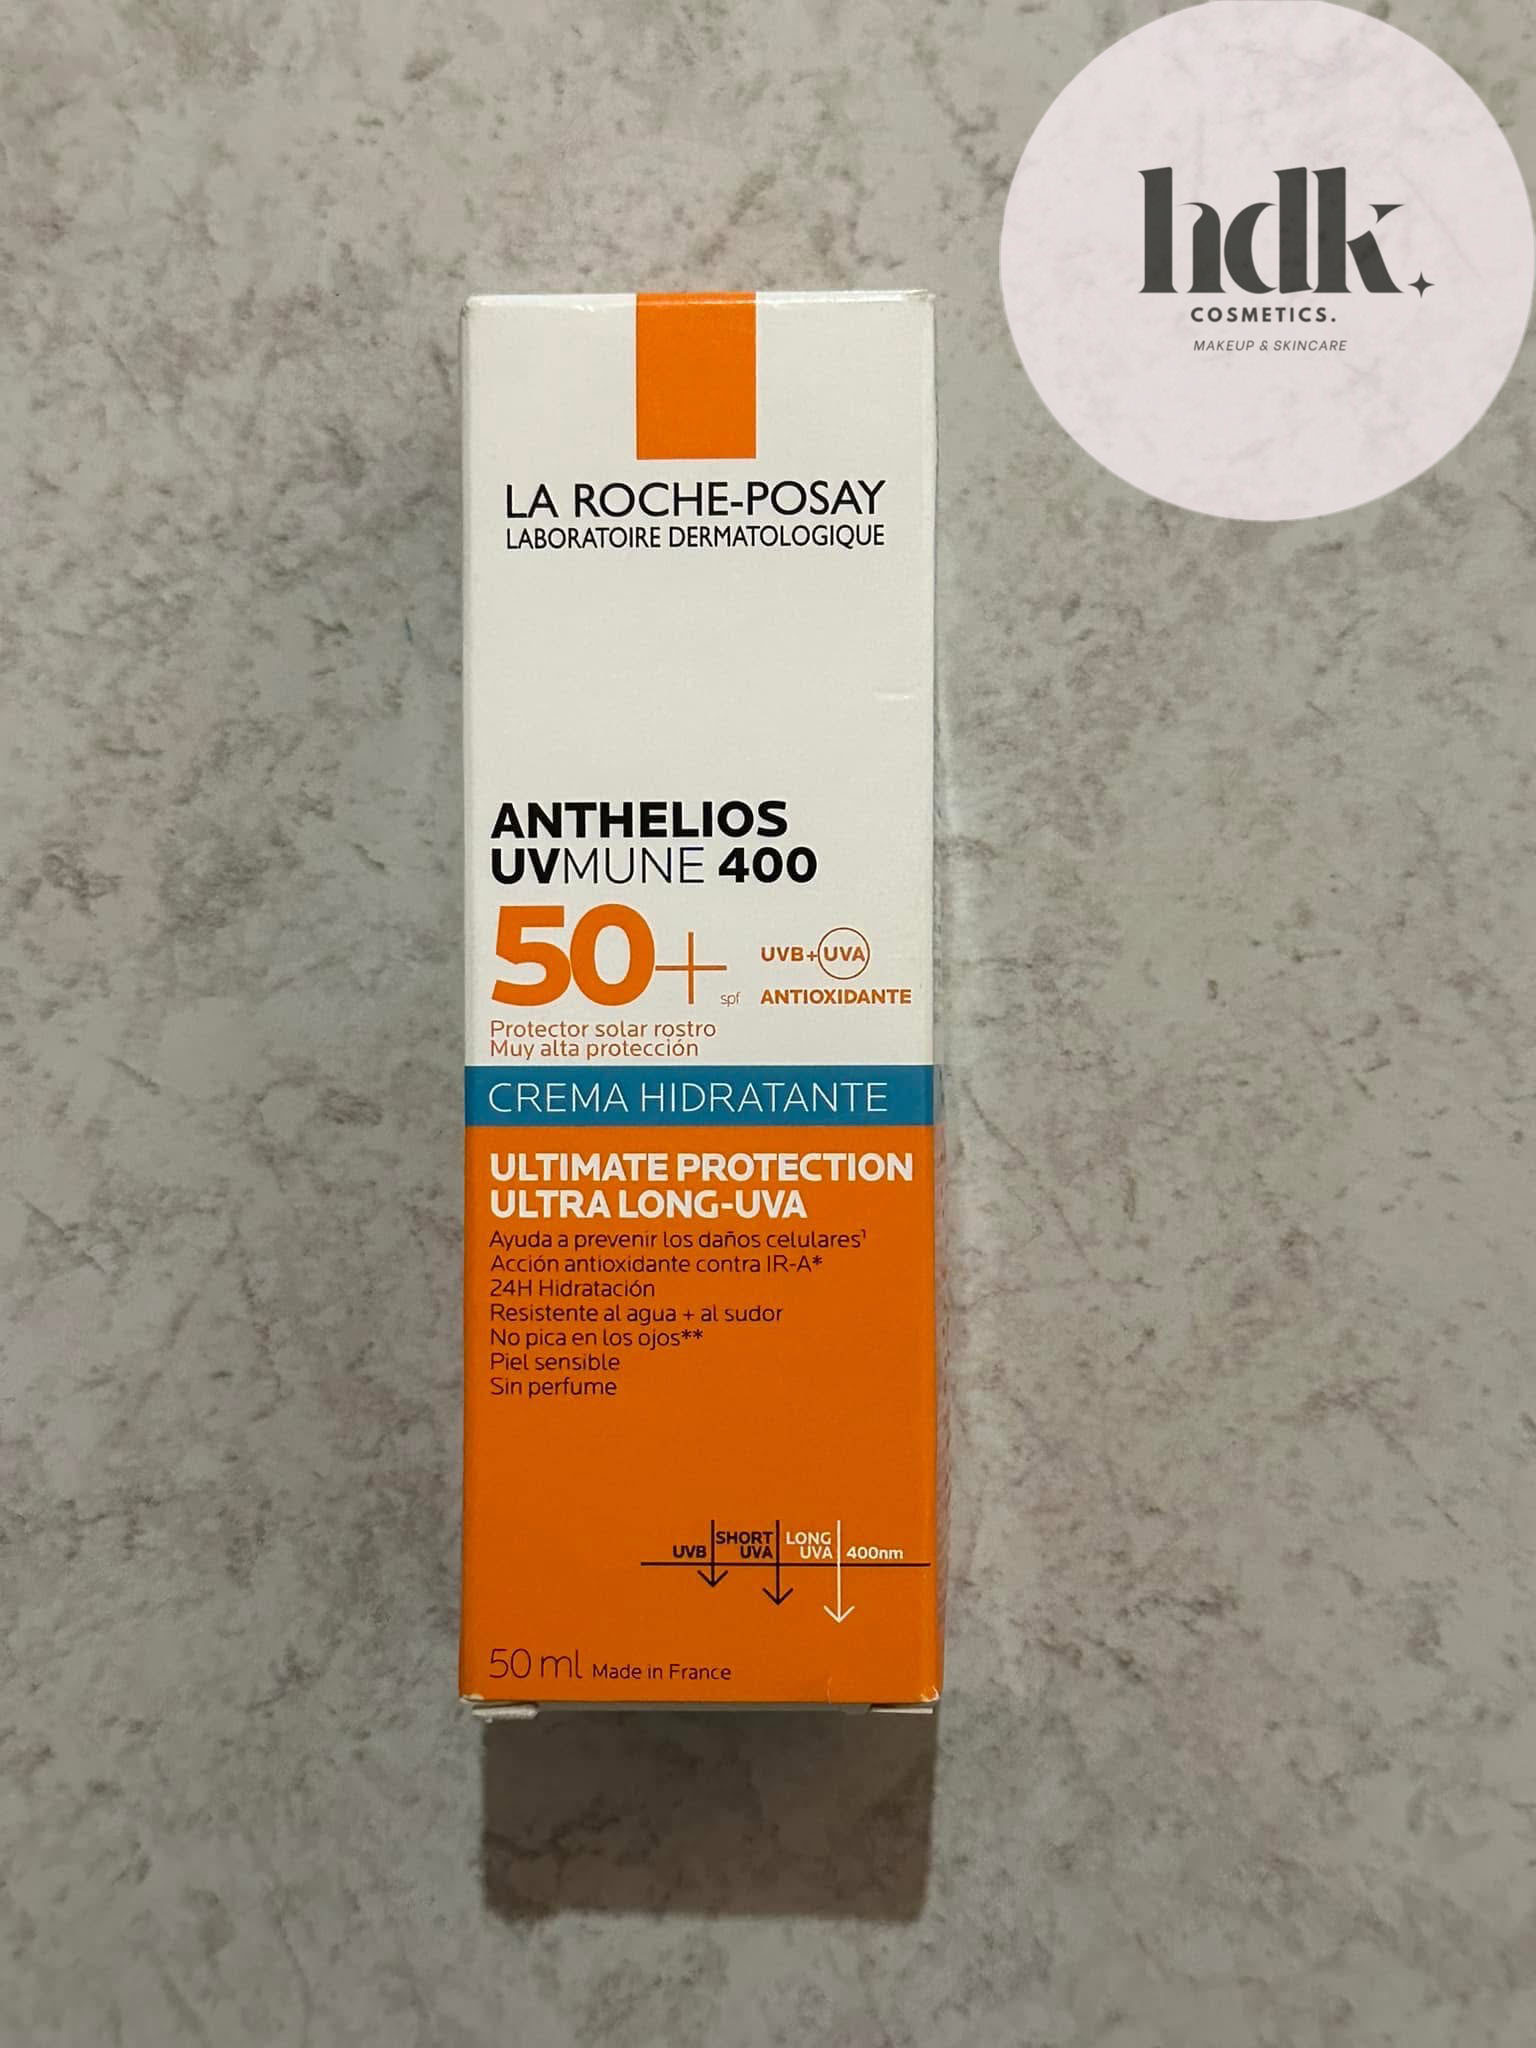 hdk.
COSMETICS.
MAKEUP & SKINCARE
LA ROCHE-POSAY
LABORATOIRE DERMATOLOGIQUE
ANTHELIOS
UVMUNE 400
50+ spf
UVB+UVA
ANTIOXIDANTE
Protector solar rostro
Muy alta protección
CREMA HIDRATANTE
ULTIMATE PROTECTION
ULTRA LONG-UVA
Ayuda a prevenir los daños celulares¹
Acción antioxidante contra IR-A*
24H Hidratación
Resistente al agua + al sudor
No pica en los ojos**
Piel sensible
Sin perfume
UVB
SHORT
UVA
LONG
UVA
400nm
50 ml Made in France